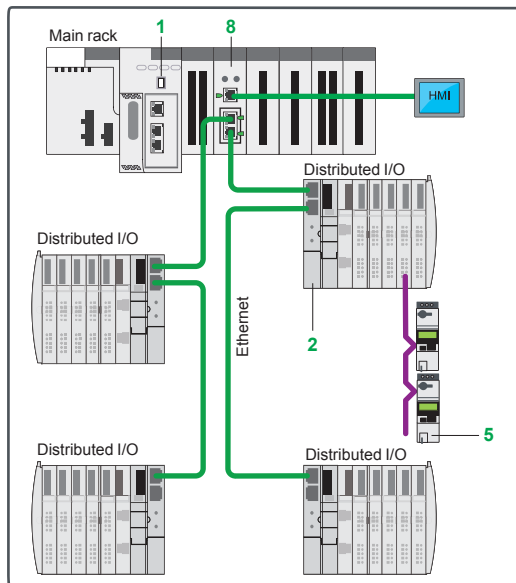 Main rack
1
8
HMI
Distributed I/O
Distributed I/O
2
Ethernet
5
Distributed I/O
Distributed I/O